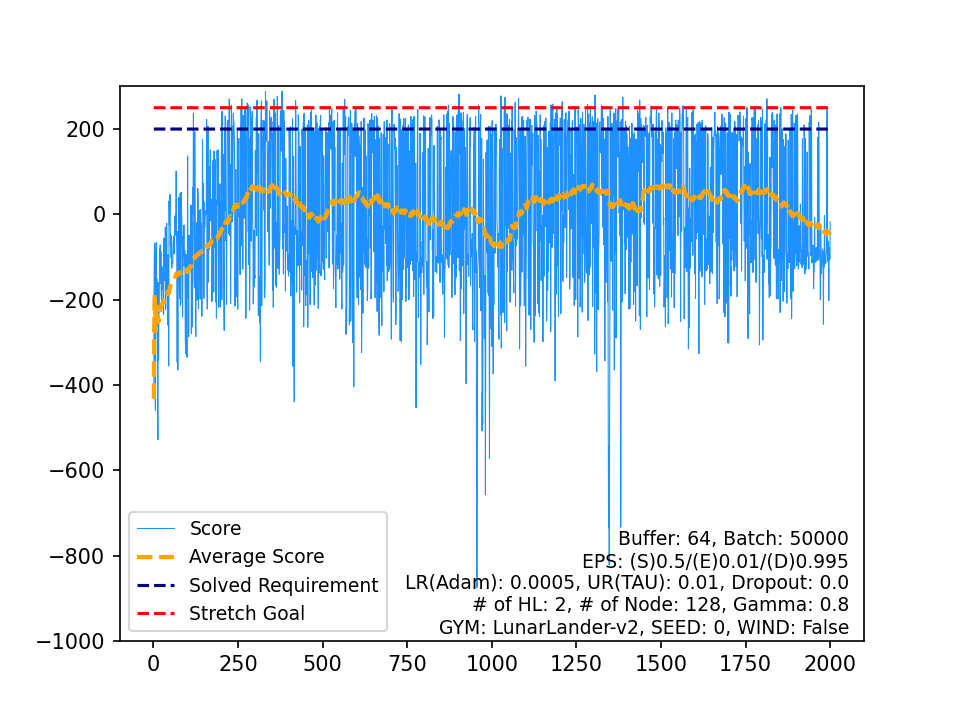 200
0
−200
−400
−600
−800
−1000
0
250
500
750
1000
1250
1500
1750
2000
Score
Average Score
Solved Requirement
Stretch Goal
Buffer: 64, Batch: 50000
EPS: (S)0.5/(E)0.01/(D)0.995
LR(Adam): 0.0005, UR(TAU): 0.01, Dropout: 0.0
# of HL: 2, # of Node: 128, Gamma: 0.8
GYM: LunarLander-v2, SEED: 0, WIND: False